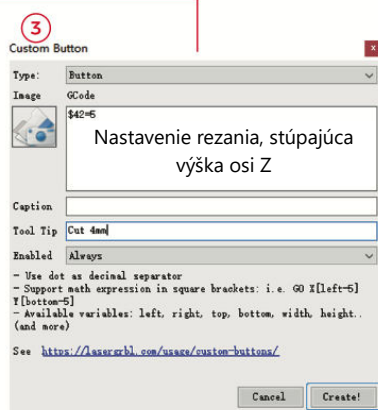 3
Custom Button
x
Type: Button
Image GCode
$42=5
Nastavenie rezania, stúpajúca
výška osi Z
Caption
Tool Tip Cut 4mm
Enabled Always
- Use dot as decimal separator
- Support math expression in square brackets: i.e. G0 X[left-5]
Y[bottom-5]
- Available variables: left, right, top, bottom, width, height..
(and more)
See https://lasergrbl.com/usage/custom-buttons/
Cancel Create!